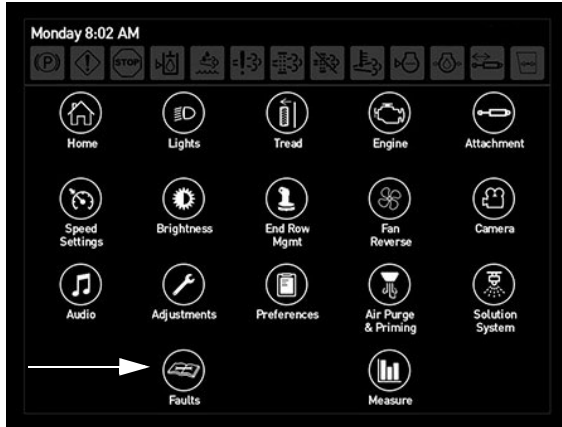 Monday 8:02 AM
P STOP
Home Lights Tread Engine Attachment
Speed Settings Brightness End Row Mgmt Fan Reverse Camera
Audio Adjustments Preferences Air Purge & Priming Solution System
Faults Measure